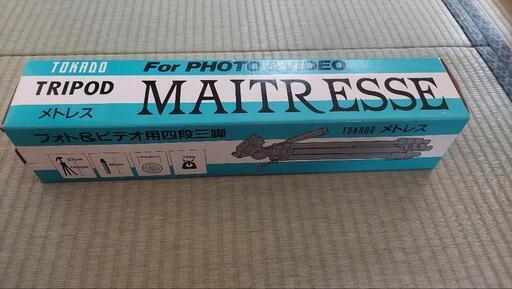 TOKADO
For PHOTO & VIDEO
TRIPOD
メトレス
MAITRESSE
フォト&ビデオ用四段三脚
TOKADO メトレス